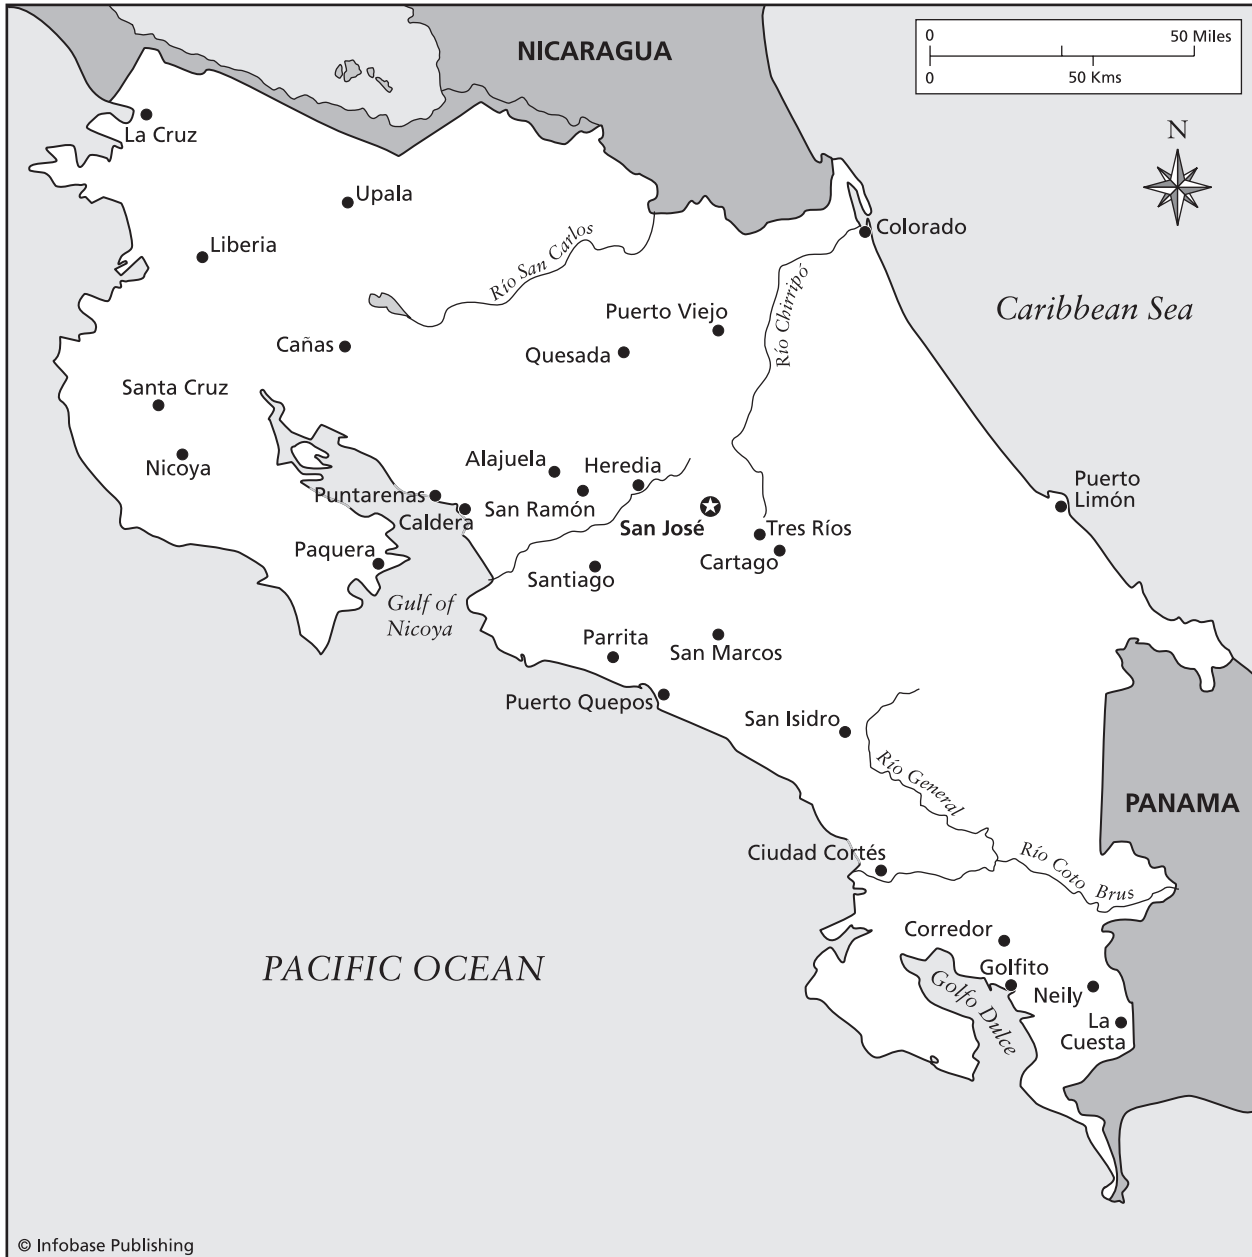 NICARAGUA
0
50 Miles
0
50 Kms
N
La Cruz
Upala
Liberia
Colorado
Río San Carlos
Río Chirripó
Caribbean Sea
Puerto Viejo
Cañas
Quesada
Santa Cruz
Nicoya
Alajuela
Heredia
Puntarenas
San Ramón
Caldera
San José
Tres Ríos
Puerto
Limón
Paquera
Cartago
Santiago
Gulf of
Nicoya
Parrita
San Marcos
Puerto Quepos
San Isidro
Río General
PANAMA
Ciudad Cortés
Río Coto Brus
Corredor
PACIFIC OCEAN
Golfito
Golfo Dulce
Neily
La
Cuesta
© Infobase Publishing